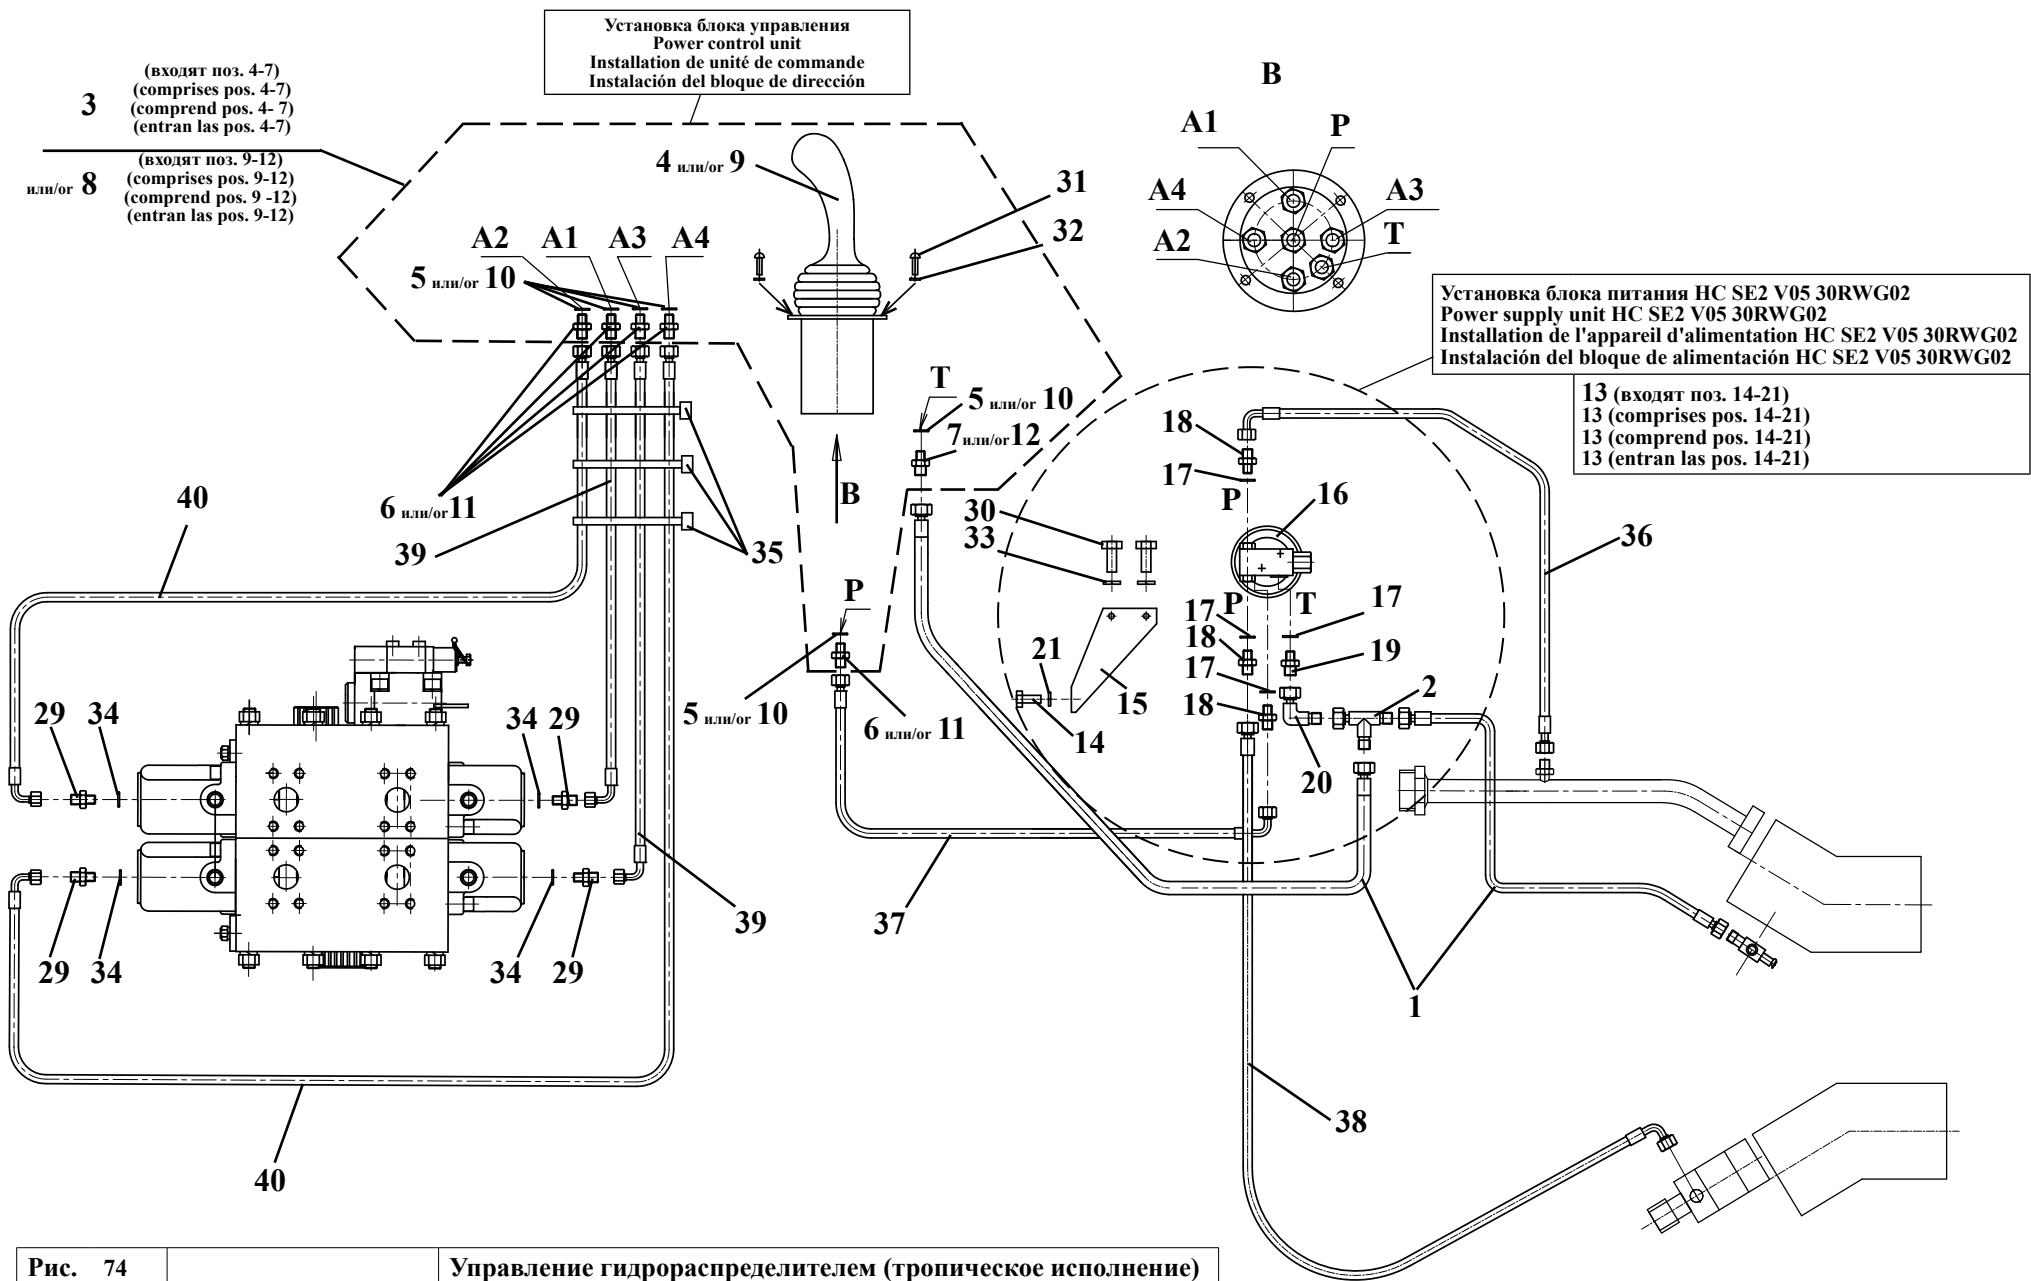 Установка блока управления
Power control unit
Installation de unité de commande
Instalación del bloque de dirección
3
(входят поз. 4-7)
(comprises pos. 4-7)
(comprend pos. 4- 7)
(entran las pos. 4-7)
или/or 8
(входят поз. 9-12)
(comprises pos. 9-12)
(comprend pos. 9 -12)
(entran las pos. 9-12)
4 или/or 9
31
32
B
A1
P
A4
A3
A2
T
A2
A1
A3
A4
5 или/or 10
Установка блока питания HC SE2 V05 30RWG02
Power supply unit HC SE2 V05 30RWG02
Installation de l'appareil d'alimentation HC SE2 V05 30RWG02
Instalación del bloque de alimentación HC SE2 V05 30RWG02
13 (входят поз. 14-21)
13 (comprises pos. 14-21)
13 (comprend pos. 14-21)
13 (entran las pos. 14-21)
T
5 или/or 10
7 или/or 12
18
17
P
16
30
33
B
40
6 или/or 11
39
35
36
P
P
T
17
17
18
19
17
18
2
21
15
14
20
5 или/or 10
6 или/or 11
29
34
34
29
29
34
34
29
39
37
1
40
38
Рис. 74
Управление гидрораспределителем (тропическое исполнение)